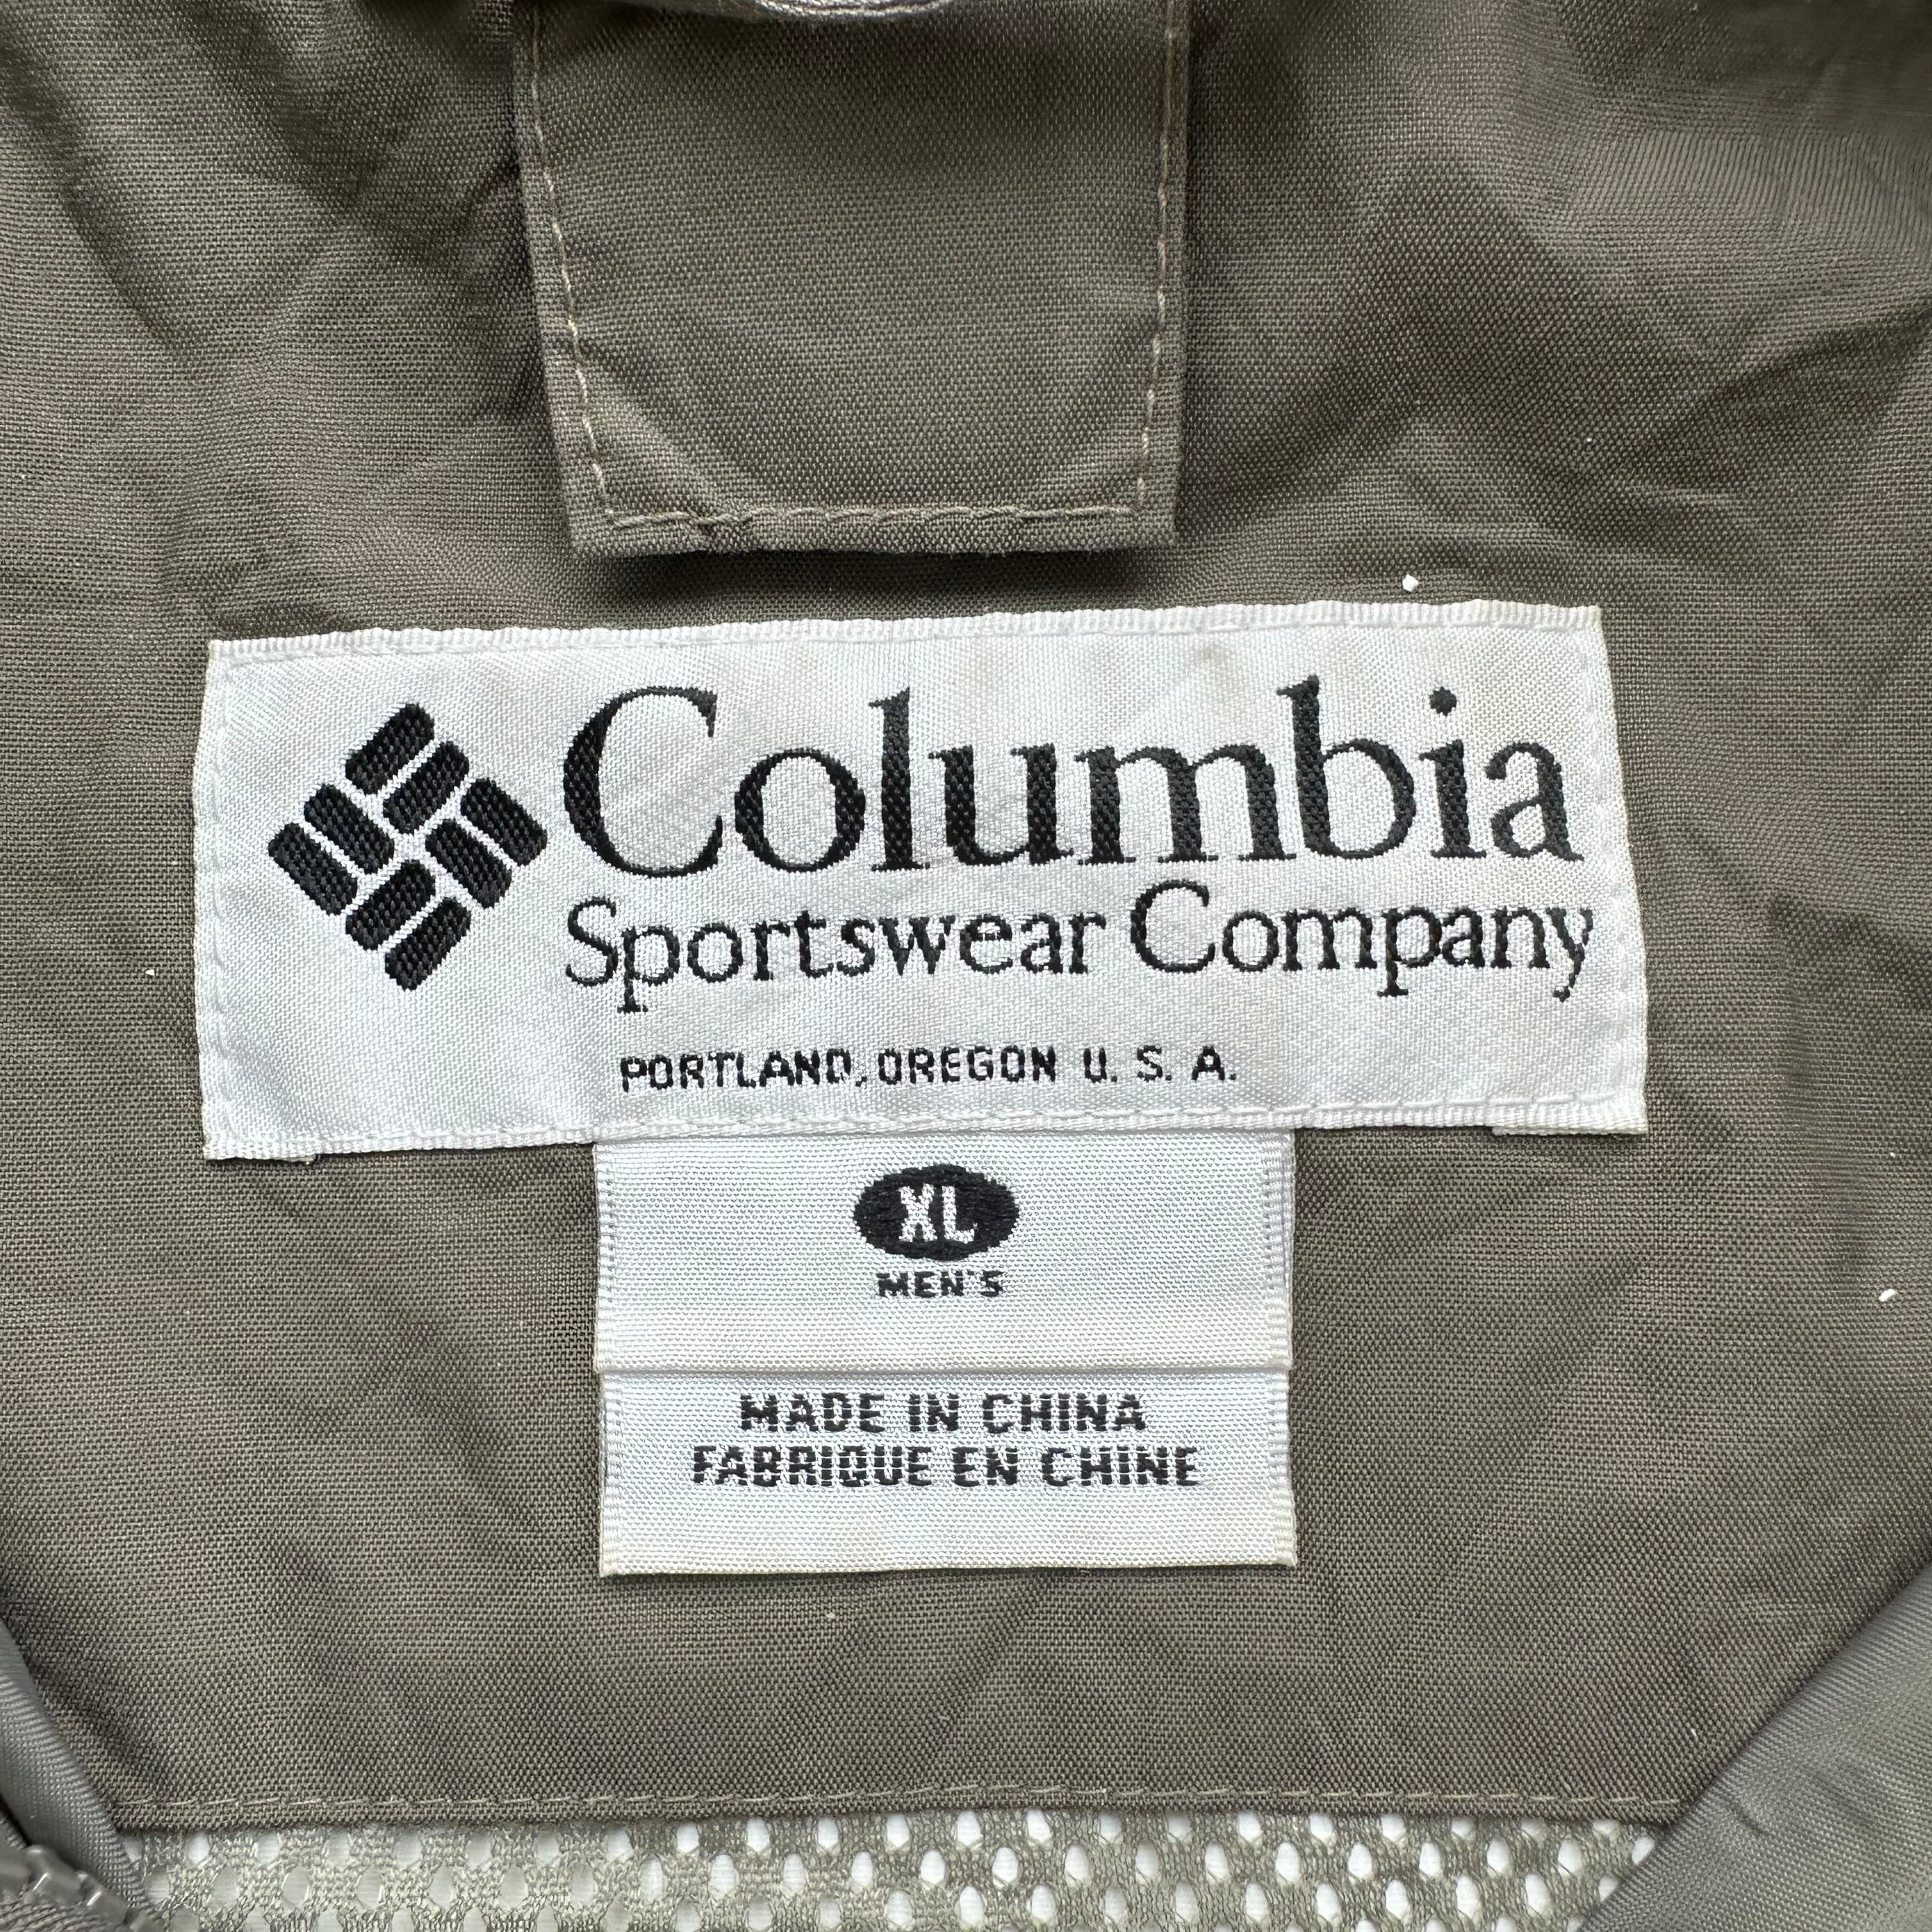 Columbia
Sportswear Company
PORTLAND, OREGON U. S. A.
XL
MEN'S
MADE IN CHINA
FABRIQUE EN CHINE